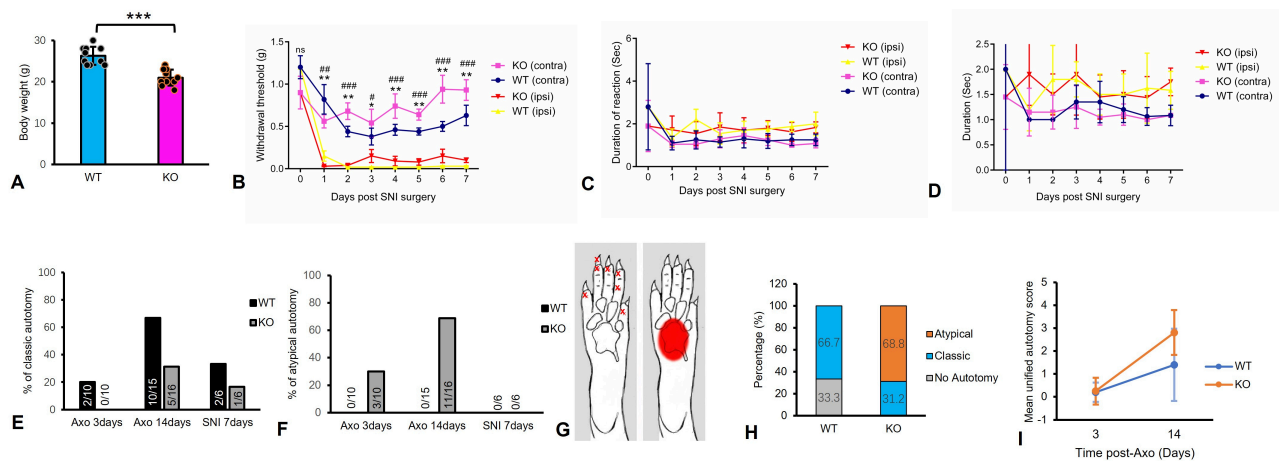 ***
30
20
10
0
Body weight (g)
WT
KO
A
1.5
1.0
0.5
0.0
Withdrawal threshold (g)
ns
##
**
###
**
#
*
###
**
###
**
###
**
###
**
KO (contra)
WT (contra)
KO (ipsi)
WT (ipsi)
0 1 2 3 4 5 6 7
Days post SNI surgery
B
6
4
2
0
Duration of reaction (Sec)
KO (ipsi)
WT (ipsi)
KO (contra)
WT (contra)
0 1 2 3 4 5 6 7
Days post SNI surgery
C
2.5
2.0
1.5
1.0
0.5
0.0
Duration (Sec)
KO (ipsi)
WT (ipsi)
KO (contra)
WT (contra)
0 1 2 3 4 5 6 7
Days post SNI surgery
D
100
80
60
40
20
0
% of classic autotomy
WT
KO
2/10
0/10
10/15
5/16
2/6
1/6
Axo 3days Axo 14days SNI 7days
E
100
80
60
40
20
0
% of atypical autotomy
WT
KO
0/10
3/10
0/15
11/16
0/6
0/6
Axo 3days Axo 14days SNI 7days
F
x
x
x
x
x
x
x
x
G
120
100
80
60
40
20
0
Percentage (%)
66.7
33.3
68.8
31.2
Atypical
Classic
No Autotomy
WT
KO
H
5
4
3
2
1
0
-1
Mean unified autotomy score
WT
KO
3
14
Time post-Axo (Days)
I